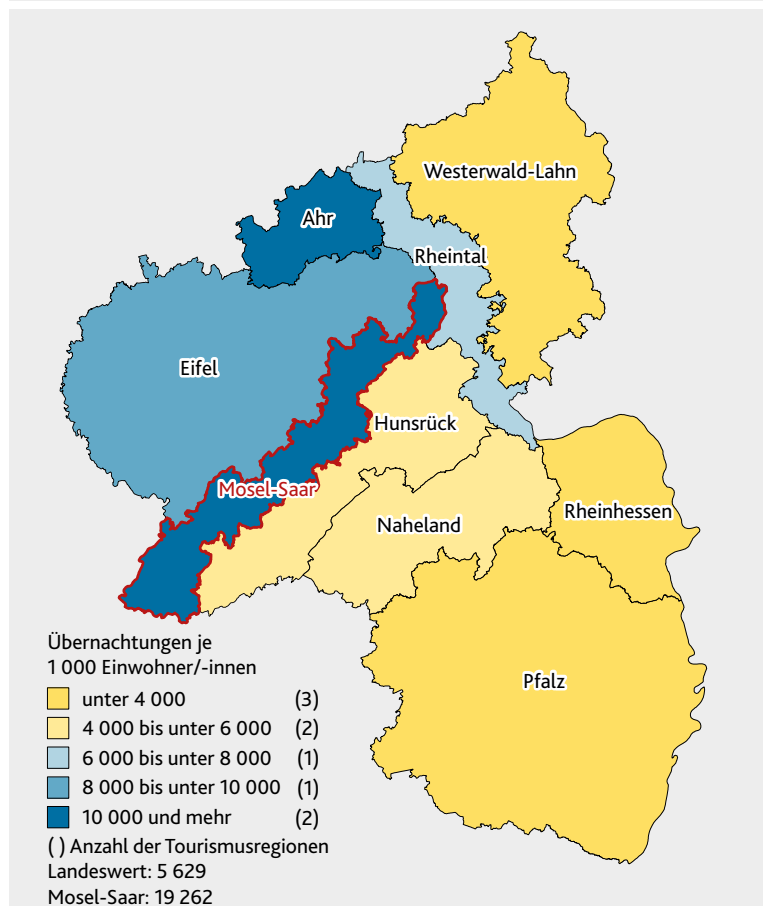 Westerwald-Lahn
Ahr
Rheintal
Eifel
Hunsrück
Mosel-Saar
Rheinhessen
Naheland
Pfalz
Übernachtungen je
1 000 Einwohner/-innen
unter 4 000 (3)
4 000 bis unter 6 000 (2)
6 000 bis unter 8 000 (1)
8 000 bis unter 10 000 (1)
10 000 und mehr (2)
( ) Anzahl der Tourismusregionen
Landeswert: 5 629
Mosel-Saar: 19 262